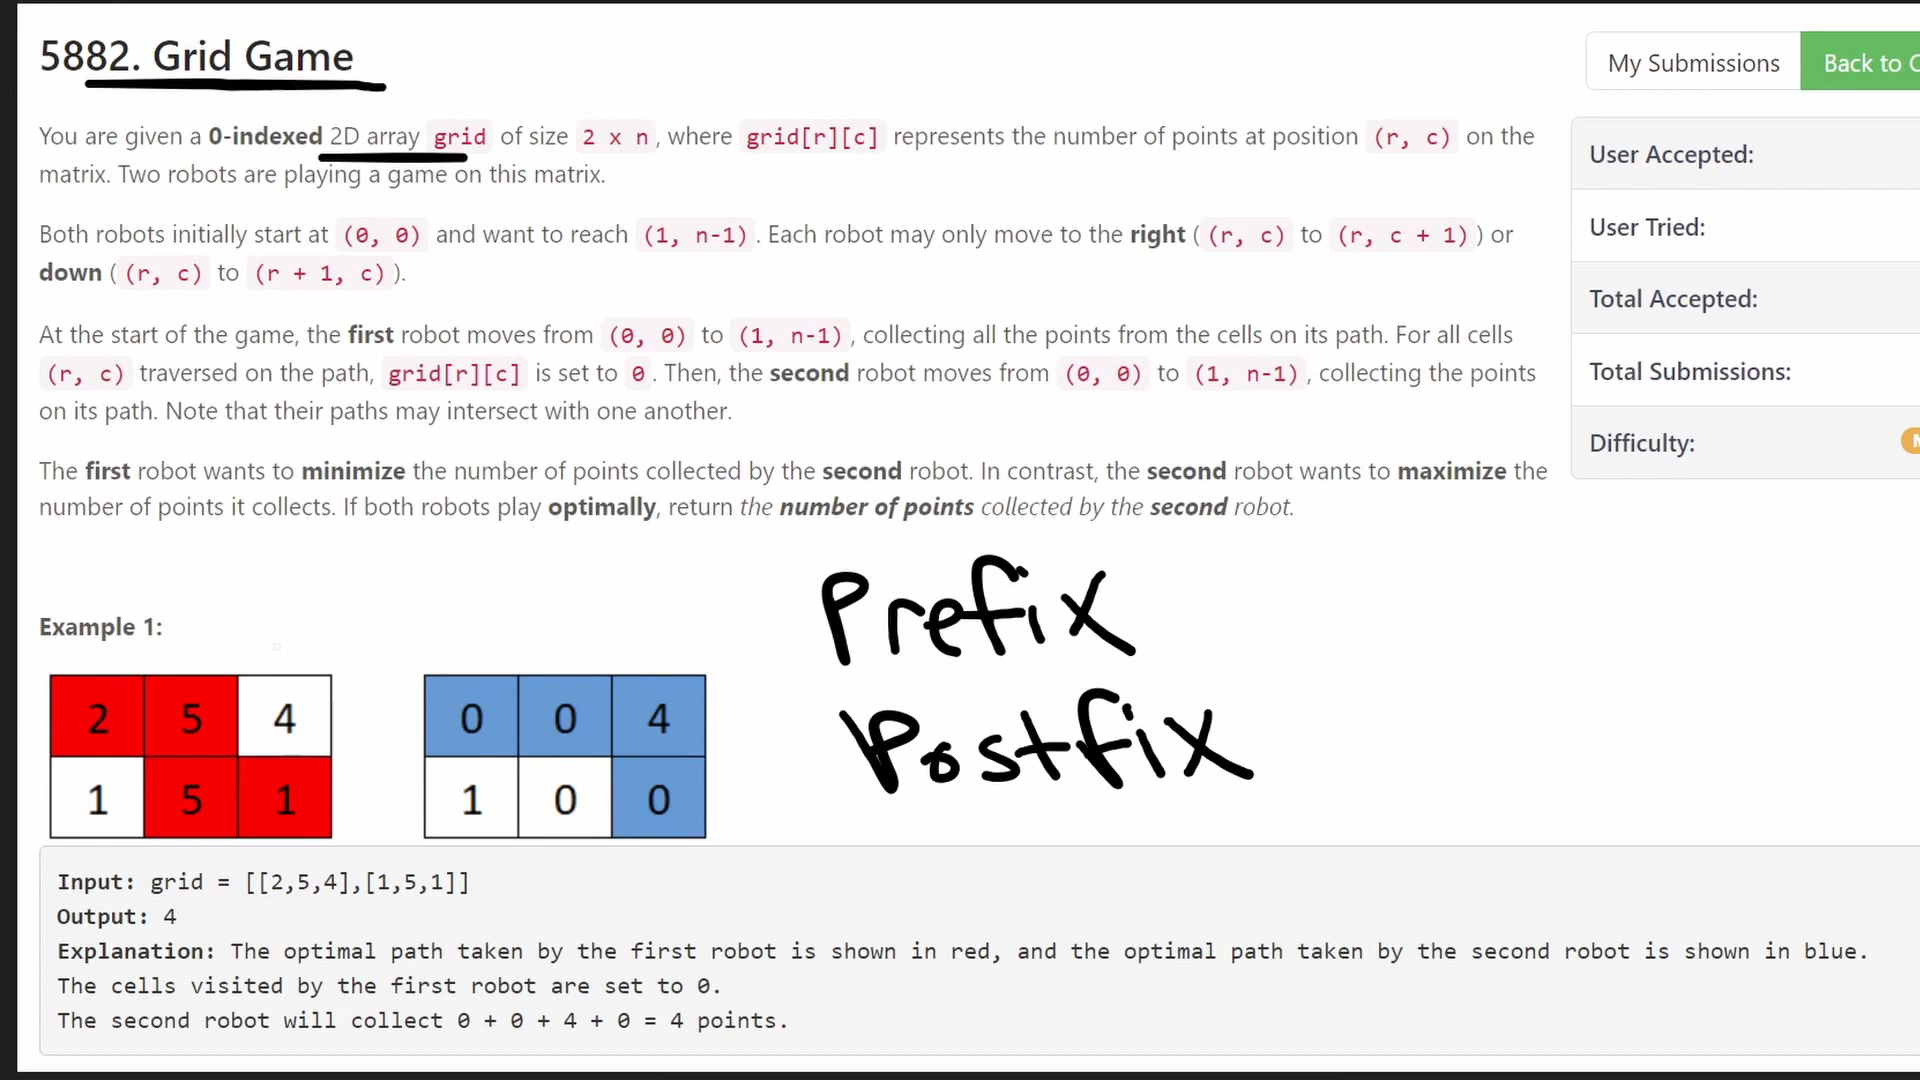 5882. Grid Game
My Submissions
Back to C
You are given a 0-indexed 2D array grid of size 2 x n, where grid[r][c] represents the number of points at position (r, c) on the
matrix. Two robots are playing a game on this matrix.
Both robots initially start at (0, 0) and want to reach (1, n-1). Each robot may only move to the right ((r, c) to (r, c + 1)) or
down ((r, c) to (r + 1, c)).
At the start of the game, the first robot moves from (0, 0) to (1, n-1), collecting all the points from the cells on its path. For all cells
(r, c) traversed on the path, grid[r][c] is set to 0. Then, the second robot moves from (0, 0) to (1, n-1), collecting the points
on its path. Note that their paths may intersect with one another.
The first robot wants to minimize the number of points collected by the second robot. In contrast, the second robot wants to maximize the
number of points it collects. If both robots play optimally, return the number of points collected by the second robot.
User Accepted:
User Tried:
Total Accepted:
Total Submissions:
Difficulty:
Prefix
Postfix
Example 1:
2 5 4
1 5 1
0 0 4
1 0 0
Input: grid = [[2,5,4],[1,5,1]]
Output: 4
Explanation: The optimal path taken by the first robot is shown in red, and the optimal path taken by the second robot is shown in blue.
The cells visited by the first robot are set to 0.
The second robot will collect 0 + 0 + 4 + 0 = 4 points.